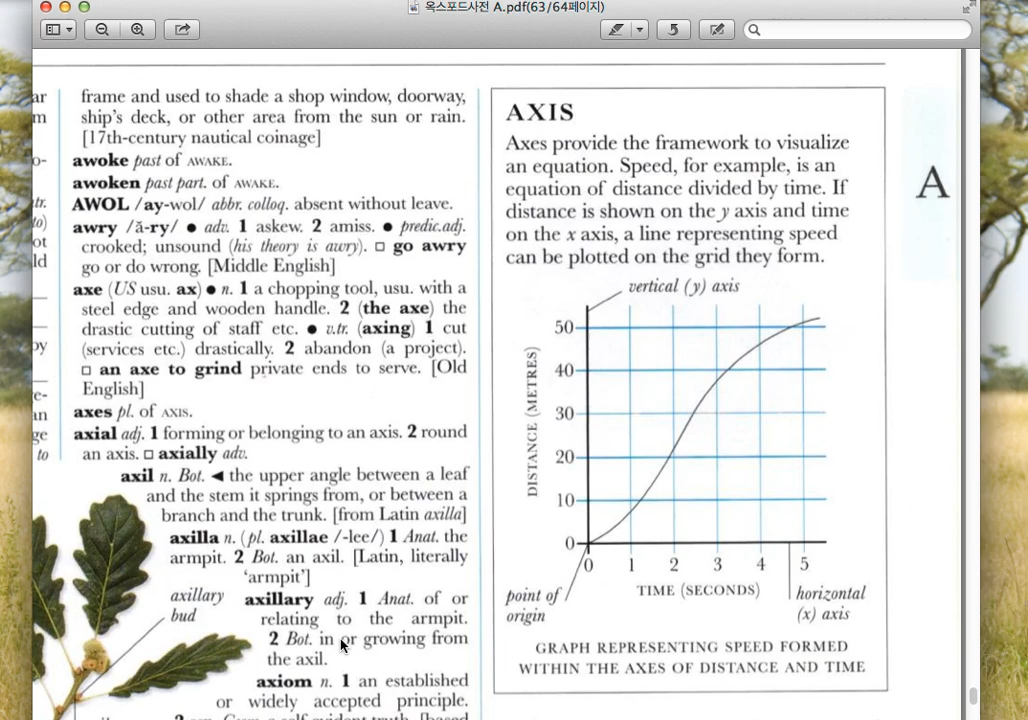 옥스포드사전 A.pdf(63/64페이지)
ar
m
o-
tr.
to)
ot
ld
e-
an
ge
to
frame and used to shade a shop window, doorway,
ship's deck, or other area from the sun or rain.
[17th-century nautical coinage]
awoke past of AWAKE.
awoken past part. of AWAKE.
AWOL /ay-wol/ abbr. colloq. absent without leave.
awry /ă-ry/ ● adv. 1 askew. 2 amiss. ● predic.adj.
crooked; unsound (his theory is awry). □ go awry
go or do wrong. [Middle English]
axe (US usu. ax) ● n. 1 a chopping tool, usu. with a
steel edge and wooden handle. 2 (the axe) the
drastic cutting of staff etc. ● v.tr. (axing) 1 cut
(services etc.) drastically. 2 abandon (a project).
□ an axe to grind private ends to serve. [Old
English]
axes pl. of AXIS.
axial adj. 1 forming or belonging to an axis. 2 round
an axis. □ axially adv.
axil n. Bot. ◄ the upper angle between a leaf
and the stem it springs from, or between a
branch and the trunk. [from Latin axilla]
axilla n. (pl. axillae /-lee/) 1 Anat. the
armpit. 2 Bot. an axil. [Latin, literally
'armpit']
axillary adj. 1 Anat. of or
relating to the armpit.
2 Bot. in or growing from
the axil.
axiom n. 1 an established
or widely accepted principle.
axillary
bud
AXIS
Axes provide the framework to visualize
an equation. Speed, for example, is an
equation of distance divided by time. If
distance is shown on the y axis and time
on the x axis, a line representing speed
can be plotted on the grid they form.
vertical (y) axis
50
40
30
20
10
0
DISTANCE (METRES)
0 1 2 3 4 5
TIME (SECONDS)
point of
origin
horizontal
(x) axis
GRAPH REPRESENTING SPEED FORMED
WITHIN THE AXES OF DISTANCE AND TIME
A